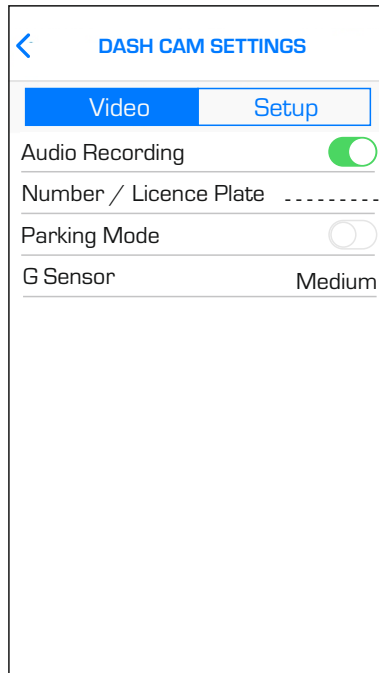 DASH CAM SETTINGS
Video Setup
Audio Recording
Number / Licence Plate ---------
Parking Mode
G Sensor Medium